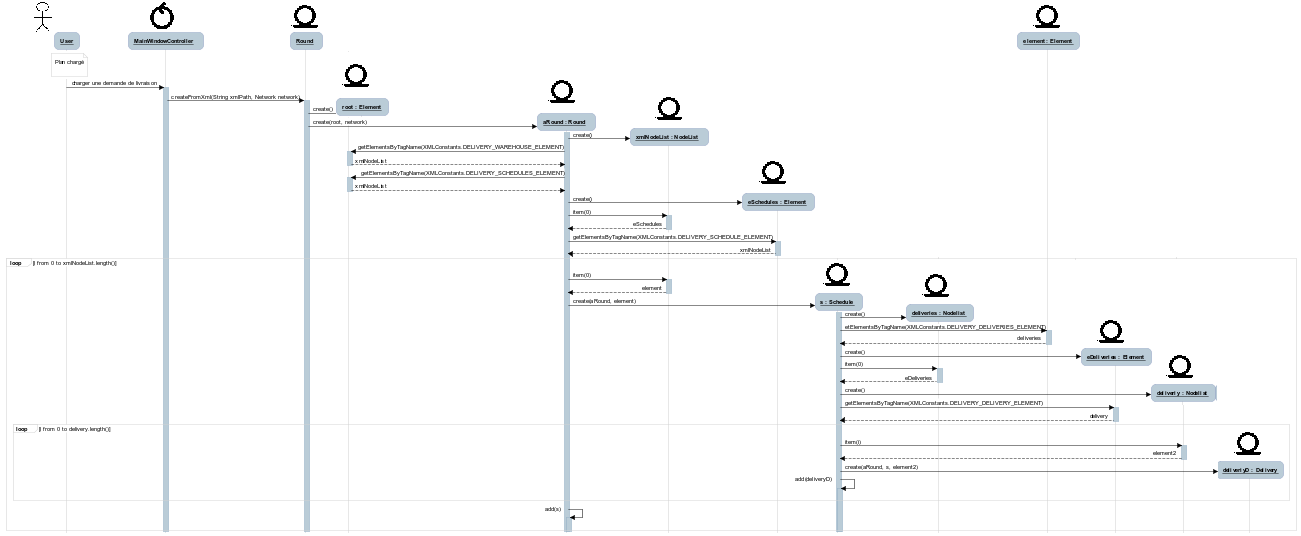 User
MainWindowController
Round
element : Element
Plan chargé
charger une demande de livraison
createFromXml(String xmlPath, Network network)
root : Element
create()
create(root, network)
aRound : Round
create()
xmlNodeList : NodeList
getElementsByTagName(XMLConstants.DELIVERY_WAREHOUSE_ELEMENT)
xmlNodeList
getElementsByTagName(XMLConstants.DELIVERY_SCHEDULES_ELEMENT)
xmlNodeList
create()
eSchedules : Element
item(0)
eSchedules
getElementsByTagName(XMLConstants.DELIVERY_SCHEDULE_ELEMENT)
xmlNodeList
loop
[i from 0 to xmlNodeList.length()]
item(0)
element
create(aRound, element)
s : Schedule
create()
deliveries : Nodelist
etElementsByTagName(XMLConstants.DELIVERY_DELIVERIES_ELEMENT)
deliveries
create()
eDeliveries : Element
item(0)
eDeliveries
create()
delivery : Nodelist
getElementsByTagName(XMLConstants.DELIVERY_DELIVERY_ELEMENT)
delivery
loop
[i from 0 to delivery.length()]
item(i)
element2
create(aRound, s, element2)
deliveryD : Delivery
add(deliveryD)
add(s)